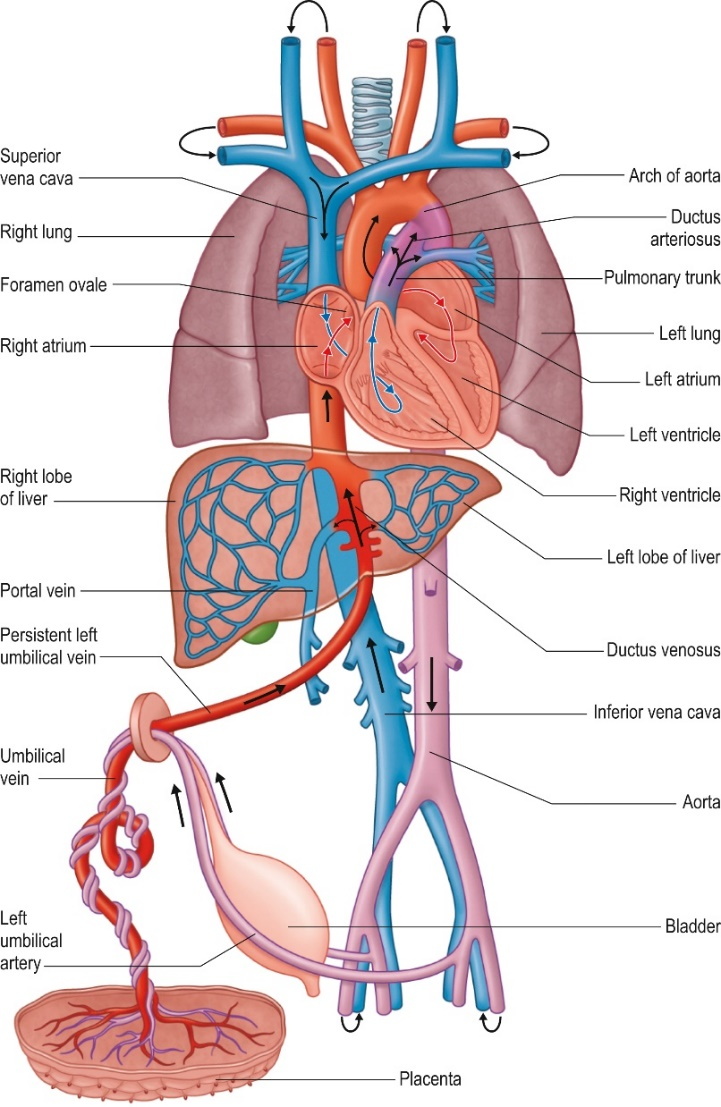 Superior
vena cava
Right lung
Foramen ovale
Right atrium
Right lobe
of liver
Portal vein
Persistent left
umbilical vein
Umbilical
vein
Left
umbilical
artery
Arch of aorta
Ductus
arteriosus
Pulmonary trunk
Left lung
Left atrium
Left ventricle
Right ventricle
Left lobe of liver
Ductus venosus
Inferior vena cava
Aorta
Bladder
Placenta